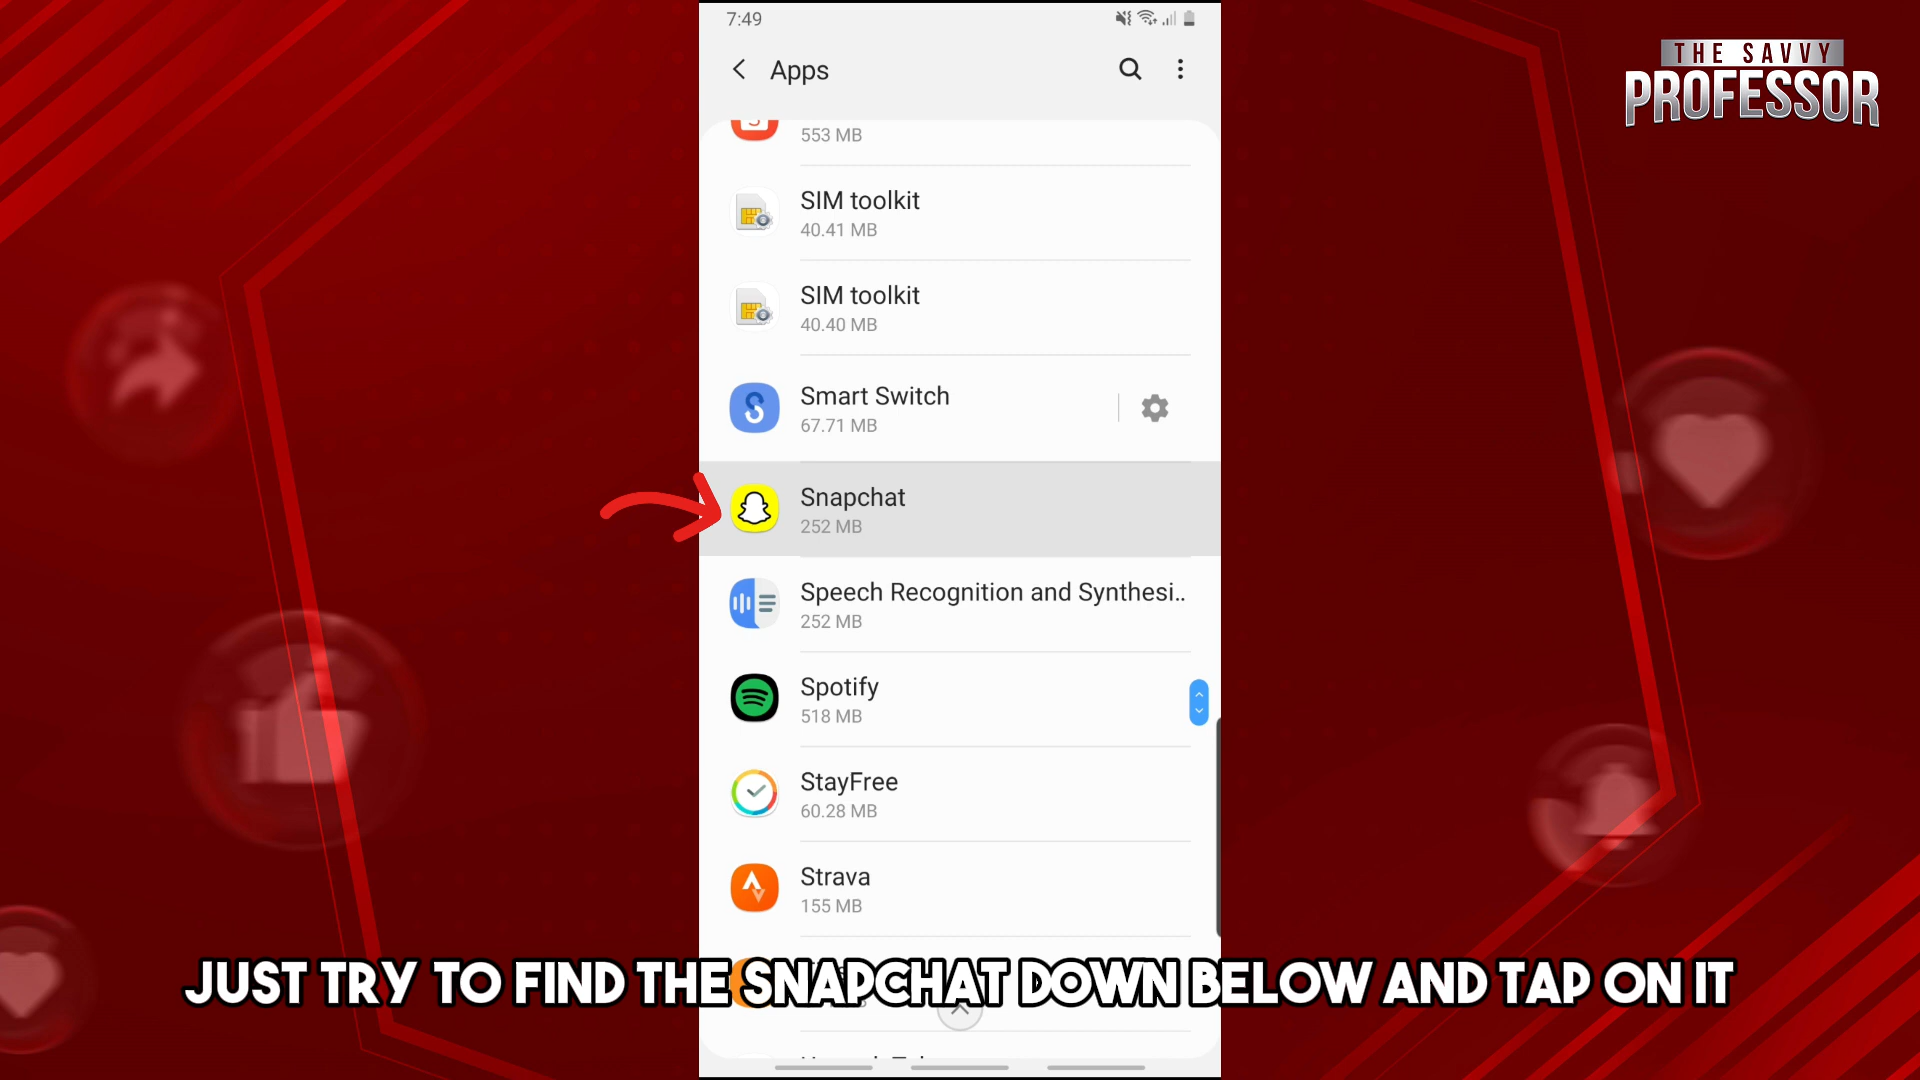 7:49
THE SAVVY
PROFESSOR
Apps
553 MB
SIM toolkit
40.41 MB
SIM toolkit
40.40 MB
Smart Switch
67.71 MB
Snapchat
252 MB
Speech Recognition and Synthesi..
252 MB
Spotify
518 MB
StayFree
60.28 MB
Strava
155 MB
JUST TRY TO FIND THE SNAPCHAT DOWN BELOW AND TAP ON IT